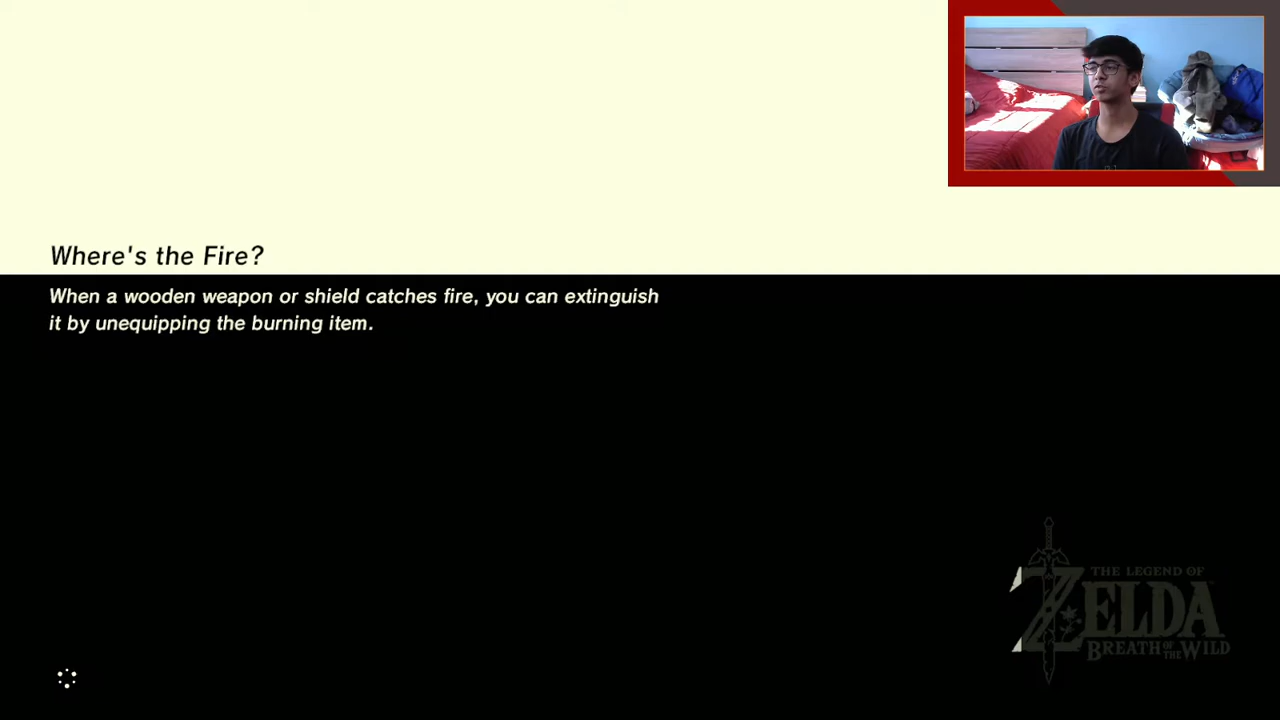 Where's the Fire?
When a wooden weapon or shield catches fire, you can extinguish
it by unequipping the burning item.
THE LEGEND OF
ZELDA
BREATH OF THE WILD